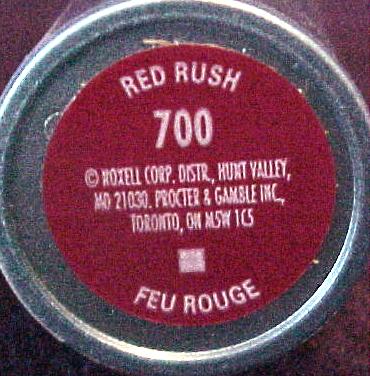 RED RUSH
700
© NOXELL CORP. DISTR., HUNT VALLEY,
MD 21030. PROCTER & GAMBLE INC.,
TORONTO, ON M5W 1C5
FEU ROUGE